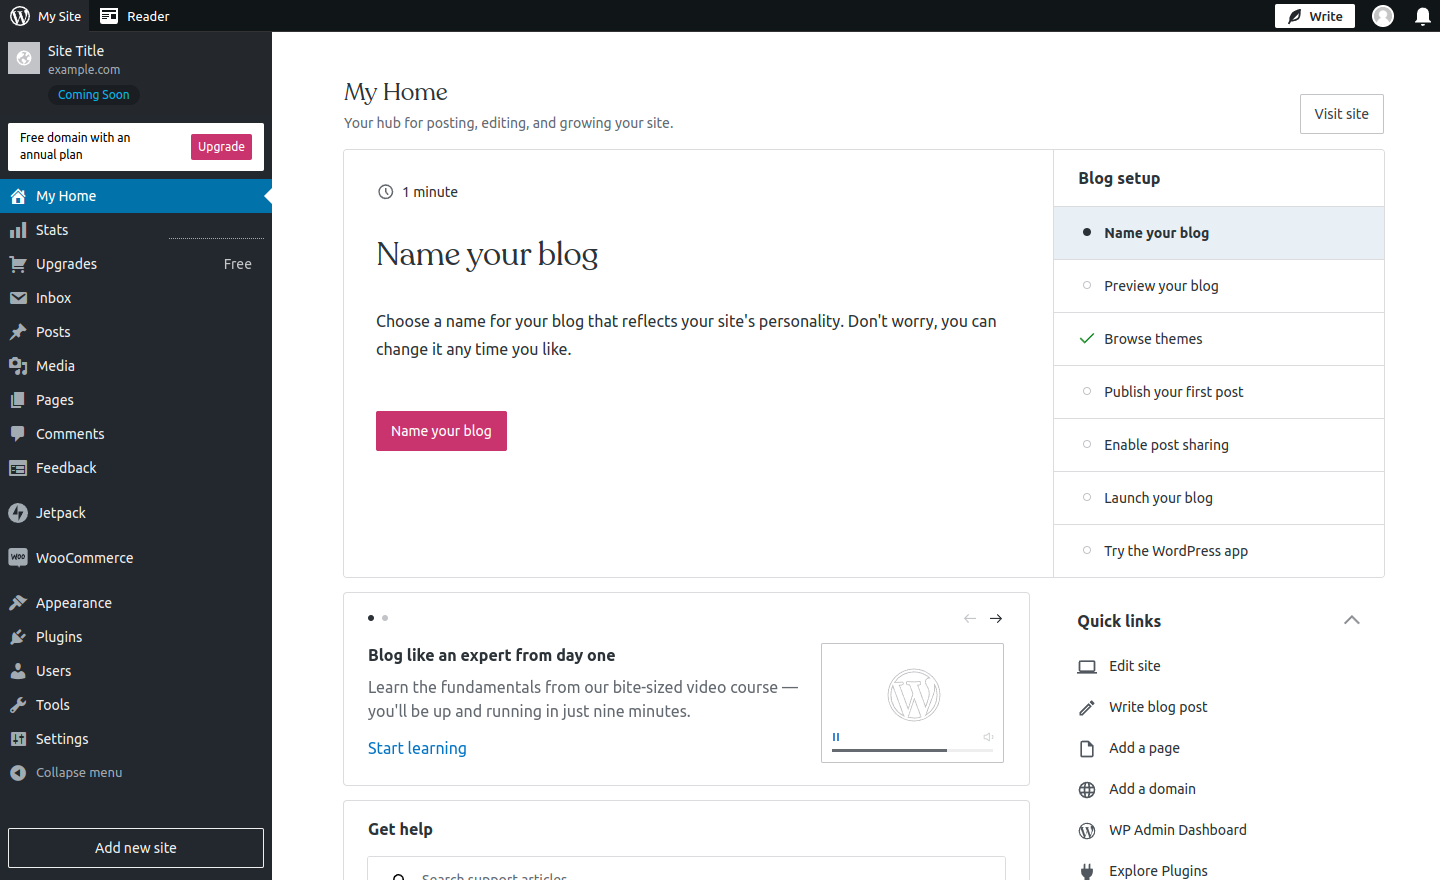 My Site
Reader
Write
Site Title
example.com
Coming Soon
Free domain with an
annual plan
Upgrade
My Home
Stats
Upgrades
Free
Inbox
Posts
Media
Pages
Comments
Feedback
Jetpack
WooCommerce
Appearance
Plugins
Users
Tools
Settings
Collapse menu
Add new site
My Home
Your hub for posting, editing, and growing your site.
Visit site
1 minute
Name your blog
Choose a name for your blog that reflects your site's personality. Don't worry, you can
change it any time you like.
Name your blog
Blog setup
Name your blog
Preview your blog
Browse themes
Publish your first post
Enable post sharing
Launch your blog
Try the WordPress app
Blog like an expert from day one
Learn the fundamentals from our bite-sized video course —
you'll be up and running in just nine minutes.
Start learning
Get help
Search support articles
Quick links
Edit site
Write blog post
Add a page
Add a domain
WP Admin Dashboard
Explore Plugins